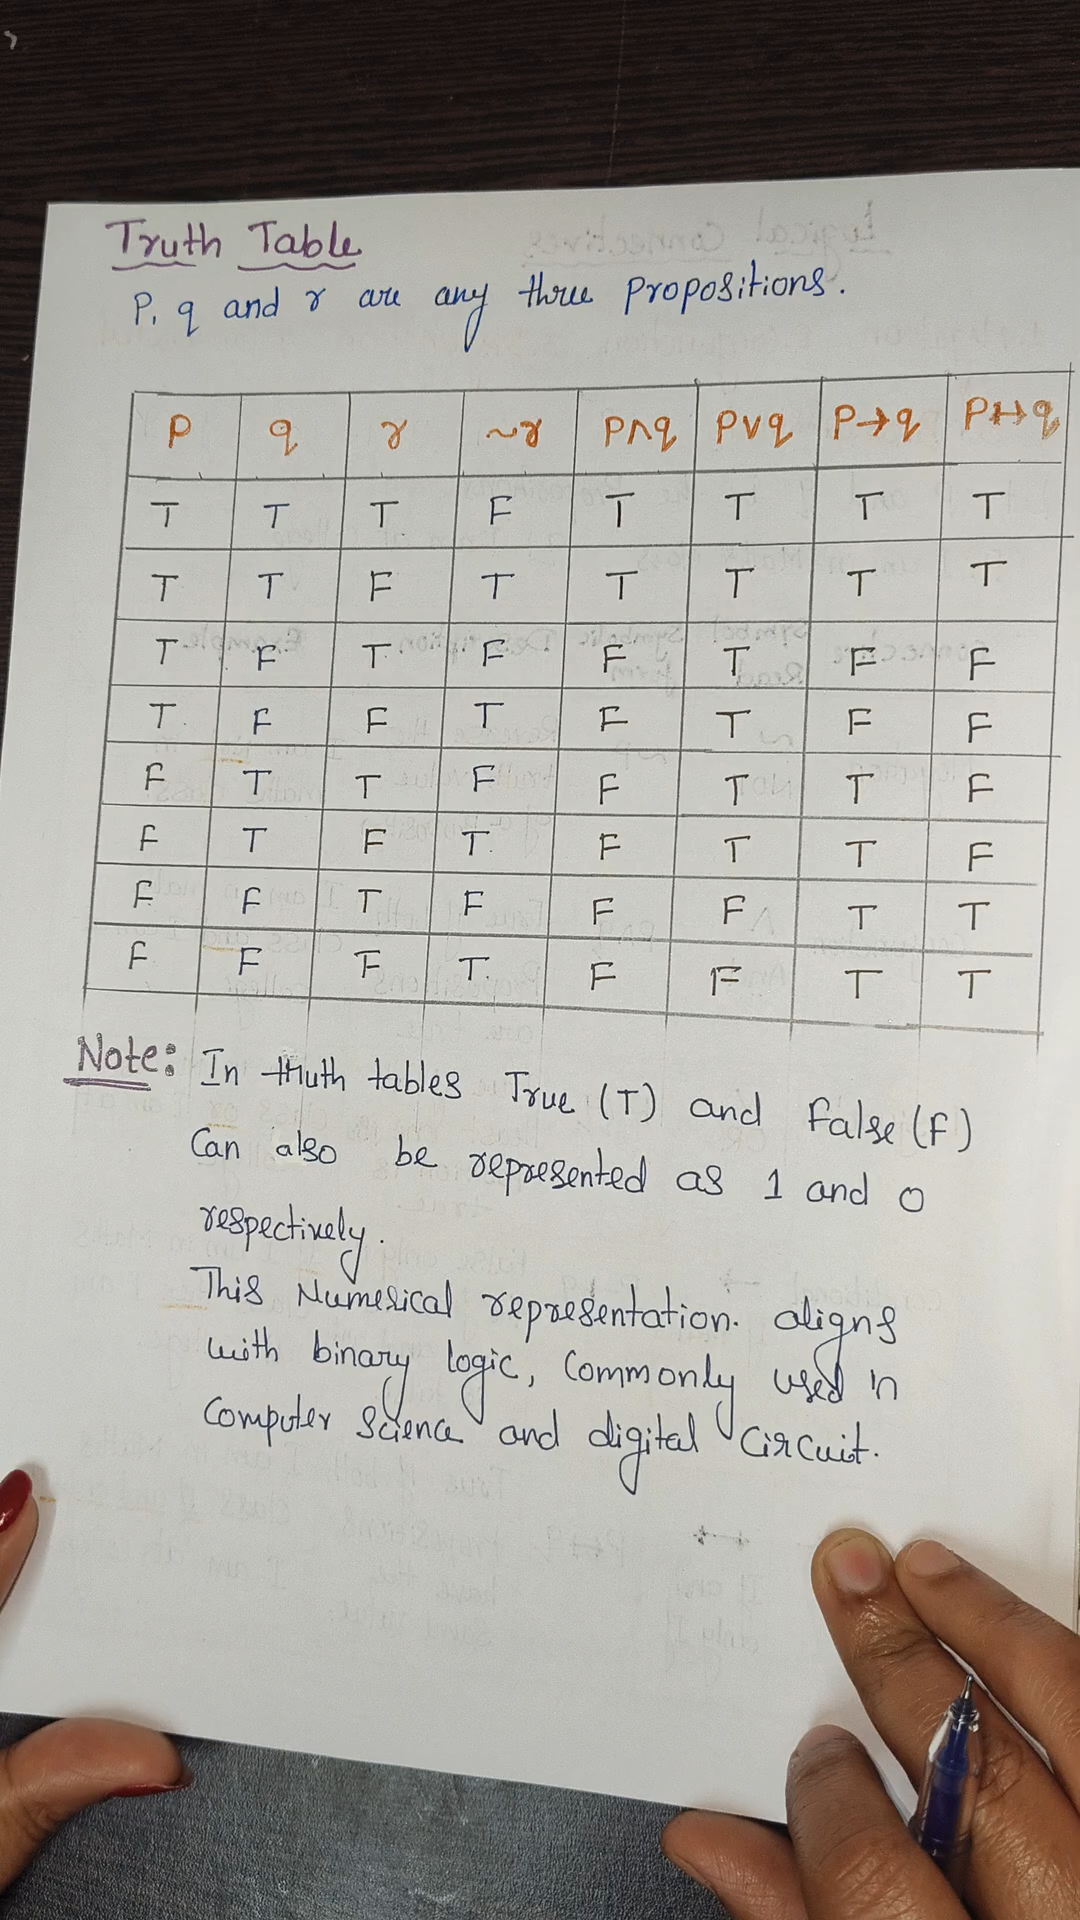 Truth Table
P, q and r are any three propositions.
P q r ~r P∧q P∨q P→q P↔q
T T T F T T T T
T T F T T T T T
T F T F F T F F
T F F T F T F F
F T T F F T T F
F T F T F T T F
F F T F F F T T
F F F T F F T T
Note: In truth tables True (T) and False (F)
Can also be represented as 1 and 0
respectively.
This Numerical representation. aligns
with binary logic, Commonly used in
Computer Science and digital Circuit.